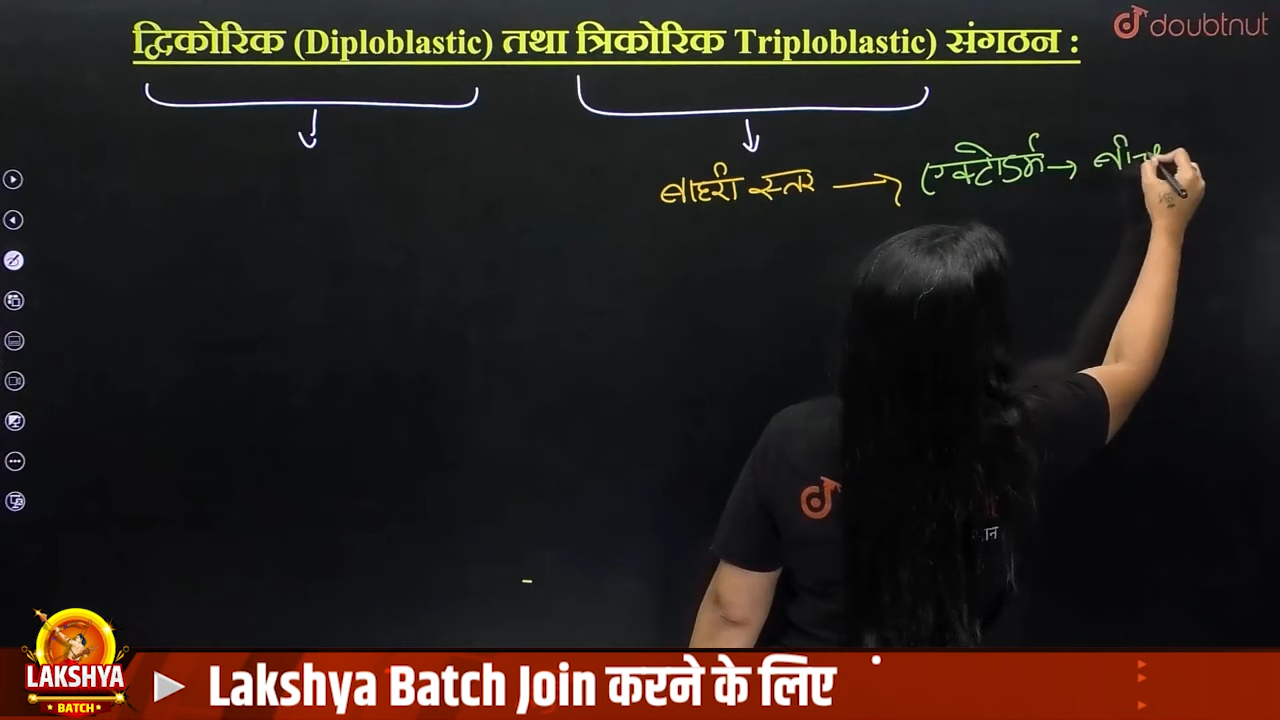 द्विकोरिक (Diploblastic) तथा त्रिकोरिक Triploblastic) संगठन :
doubtnut
बाहरी स्तर → एक्टोडर्म →
LAKSHYA
BATCH
Lakshya Batch Join करने के लिए